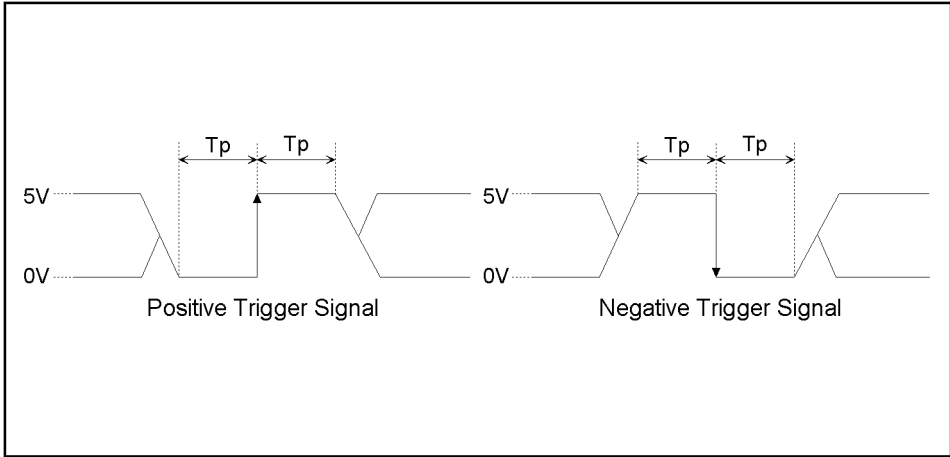 Tp Tp Tp Tp
5V 5V
0V 0V
Positive Trigger Signal Negative Trigger Signal